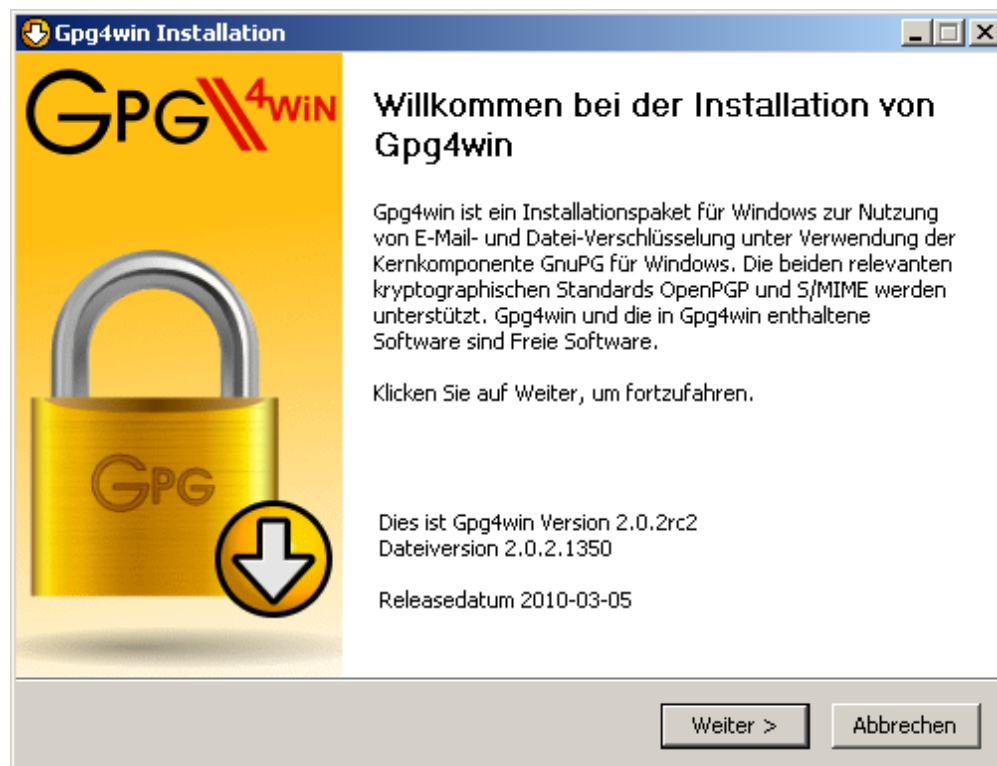 Gpg4win Installation
GPG4WIN
Willkommen bei der Installation von
Gpg4win
Gpg4win ist ein Installationspaket für Windows zur Nutzung
von E-Mail- und Datei-Verschlüsselung unter Verwendung der
Kernkomponente GnuPG für Windows. Die beiden relevanten
kryptographischen Standards OpenPGP und S/MIME werden
unterstützt. Gpg4win und die in Gpg4win enthaltene
Software sind Freie Software.
Klicken Sie auf Weiter, um fortzufahren.
GPG
Dies ist Gpg4win Version 2.0.2rc2
Dateiversion 2.0.2.1350
Releasedatum 2010-03-05
Weiter >
Abbrechen